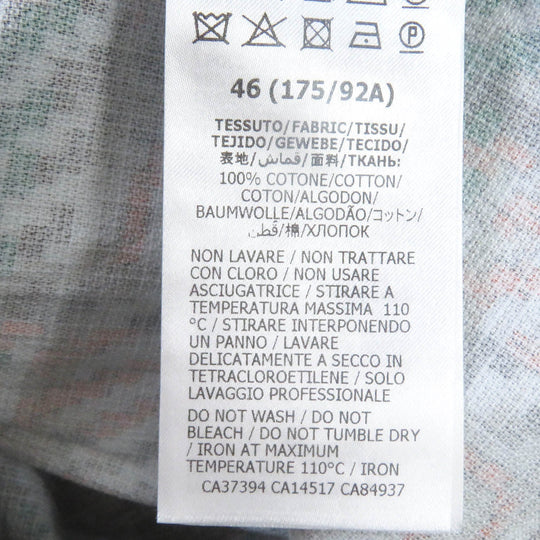 P
46 (175/92A)
TESSUTO/FABRIC/TISSU/
TEJIDO/GEWEBE/TECIDO/
表地/قماش/面料/ТКАНЬ:
100% COTONE/COTTON/
COTON/ALGODON/
BAUMWOLLE/ALGODÃO/コットン/
قطن/棉/ХЛОПОК
NON LAVARE / NON TRATTARE
CON CLORO / NON USARE
ASCIUGATRICE / STIRARE A
TEMPERATURA MASSIMA 110
°C / STIRARE INTERPONENDO
UN PANNO / LAVARE
DELICATAMENTE A SECCO IN
TETRACLOROETILENE / SOLO
LAVAGGIO PROFESSIONALE
DO NOT WASH / DO NOT
BLEACH / DO NOT TUMBLE DRY
/ IRON AT MAXIMUM
TEMPERATURE 110°C / IRON
CA37394 CA14517 CA84937